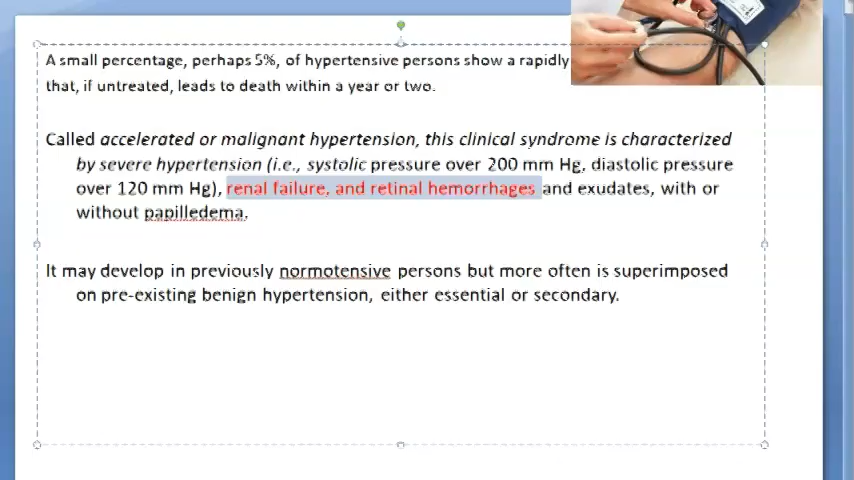 A small percentage, perhaps 5%, of hypertensive persons show a rapidly
that, if untreated, leads to death within a year or two.
Called accelerated or malignant hypertension, this clinical syndrome is characterized
by severe hypertension (i.e., systolic pressure over 200 mm Hg, diastolic pressure
over 120 mm Hg), renal failure, and retinal hemorrhages and exudates, with or
without papilledema.
It may develop in previously normotensive persons but more often is superimposed
on pre-existing benign hypertension, either essential or secondary.